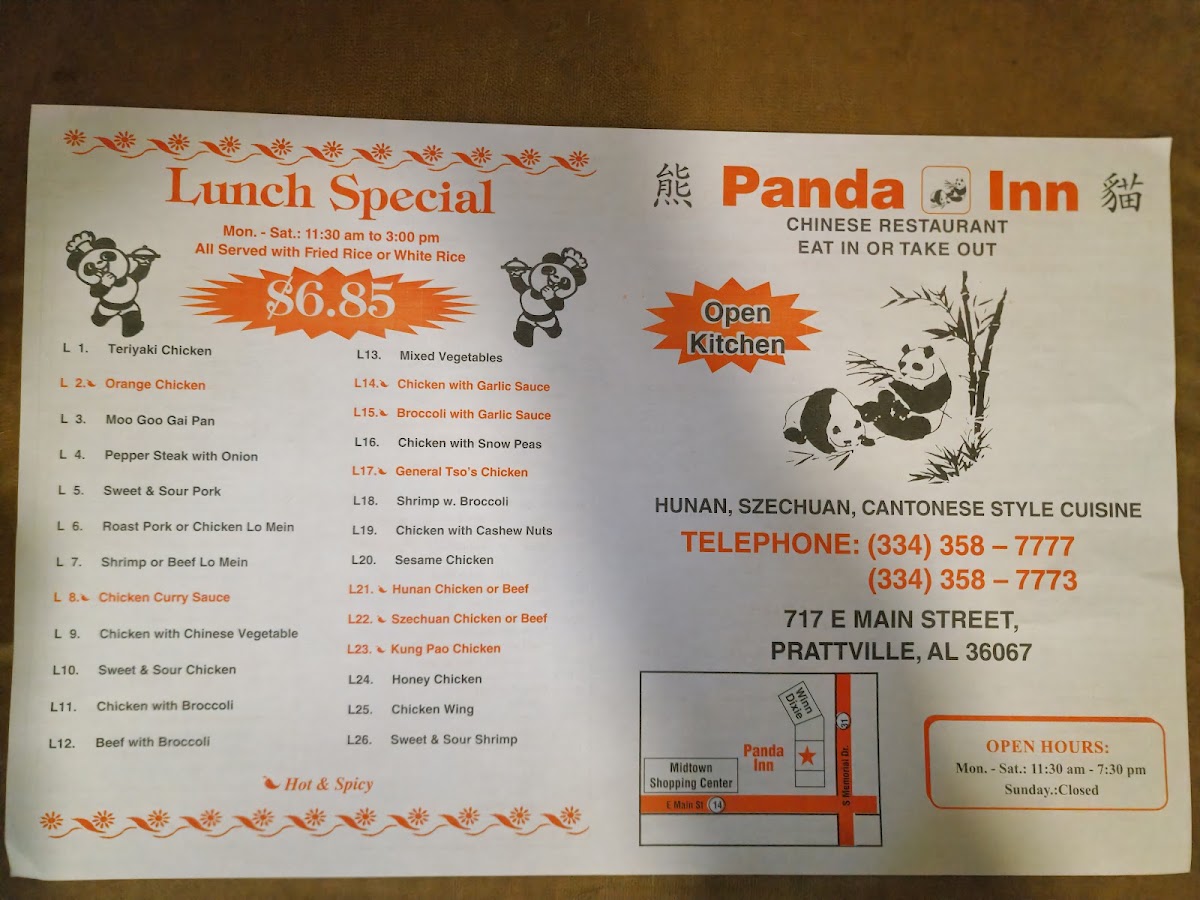 Lunch Special
Mon. - Sat.: 11:30 am to 3:00 pm
All Served with Fried Rice or White Rice
$6.85
L 1. Teriyaki Chicken
L 2. Orange Chicken
L 3. Moo Goo Gai Pan
L 4. Pepper Steak with Onion
L 5. Sweet & Sour Pork
L 6. Roast Pork or Chicken Lo Mein
L 7. Shrimp or Beef Lo Mein
L 8. Chicken Curry Sauce
L 9. Chicken with Chinese Vegetable
L10. Sweet & Sour Chicken
L11. Chicken with Broccoli
L12. Beef with Broccoli
L13. Mixed Vegetables
L14. Chicken with Garlic Sauce
L15. Broccoli with Garlic Sauce
L16. Chicken with Snow Peas
L17. General Tso's Chicken
L18. Shrimp w. Broccoli
L19. Chicken with Cashew Nuts
L20. Sesame Chicken
L21. Hunan Chicken or Beef
L22. Szechuan Chicken or Beef
L23. Kung Pao Chicken
L24. Honey Chicken
L25. Chicken Wing
L26. Sweet & Sour Shrimp
Hot & Spicy
熊 Panda Inn 貓
CHINESE RESTAURANT
EAT IN OR TAKE OUT
Open
Kitchen
HUNAN, SZECHUAN, CANTONESE STYLE CUISINE
TELEPHONE: (334) 358 – 7777
(334) 358 – 7773
717 E MAIN STREET,
PRATTVILLE, AL 36067
Winn
Dixie
31
Panda
Inn
S Memorial Dr.
Midtown
Shopping Center
E Main St 14
OPEN HOURS:
Mon. - Sat.: 11:30 am - 7:30 pm
Sunday.:Closed